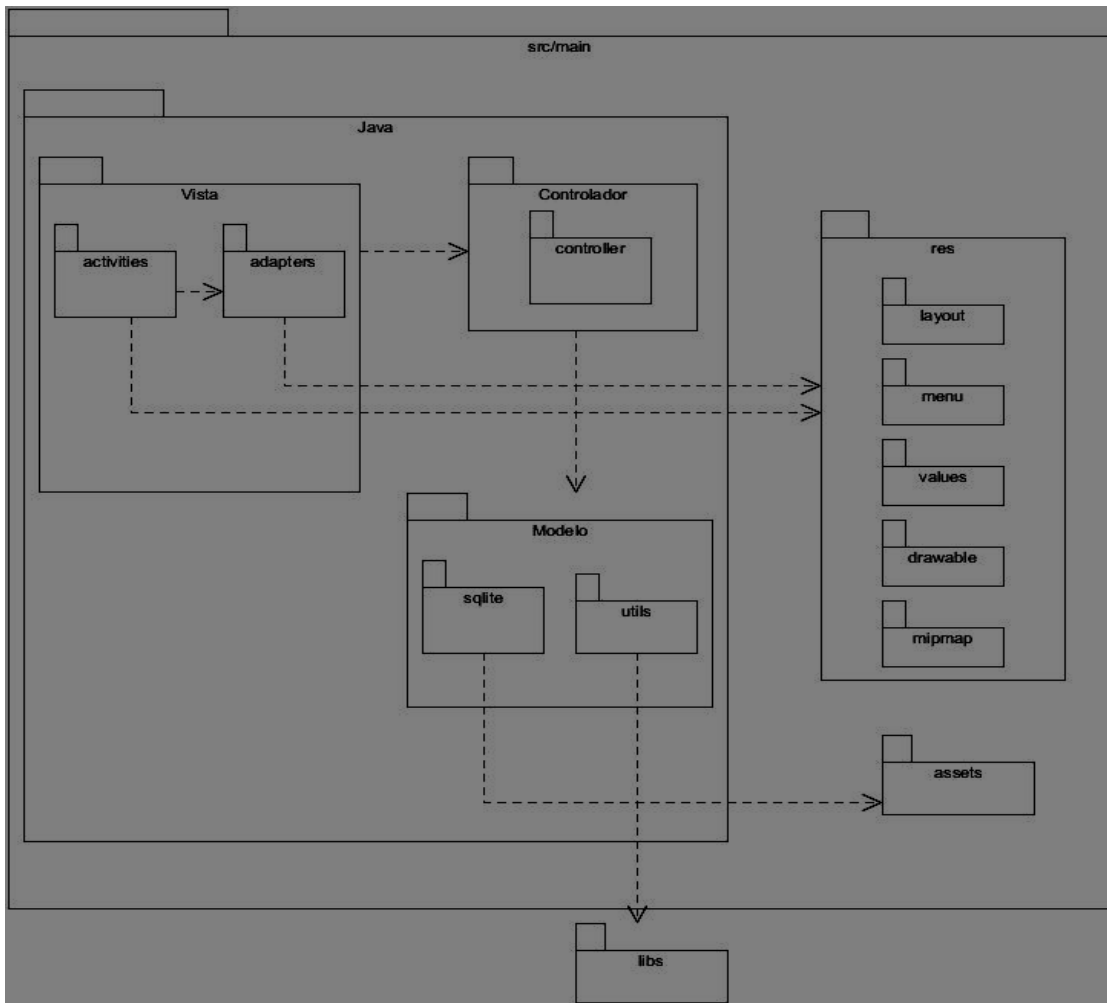 src/main
Java
Vista
Controlador
activities
adapters
controller
res
layout
menu
values
drawable
mipmap
Modelo
sqlite
utils
assets
libs